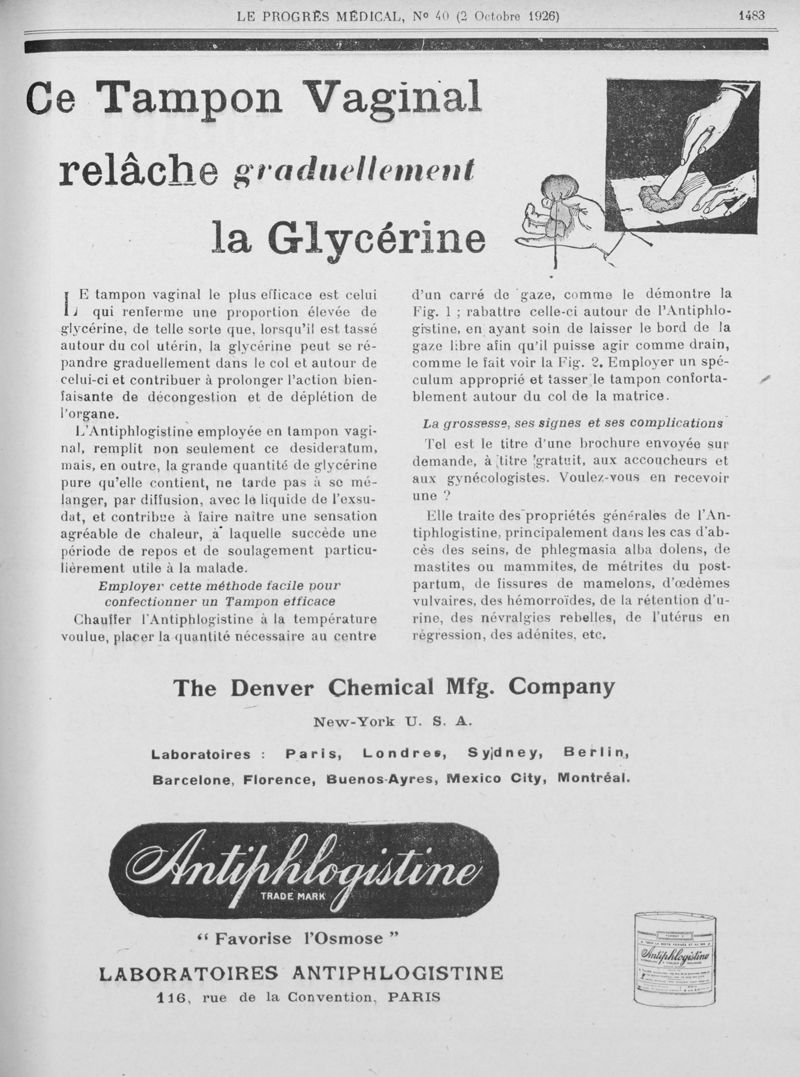 LE PROGRÈS MÉDICAL, No 40 (2 Octobre 1926) 1483
Ce Tampon Vaginal
relâche graduellement
la Glycérine
LE tampon vaginal le plus efficace est celui
qui renferme une proportion élevée de
glycérine, de telle sorte que, lorsqu'il est tassé
autour du col utérin, la glycérine peut se ré-
pandre graduellement dans le col et autour de
celui-ci et contribuer à prolonger l'action bien-
faisante de décongestion et de déplétion de
l'organe.
L'Antiphlogistine employée en tampon vagi-
nal, remplit non seulement ce desideratum,
mais, en outre, la grande quantité de glycérine
pure qu'elle contient, ne tarde pas à se mé-
langer, par diffusion, avec le liquide de l'exsu-
dat, et contribue à faire naître une sensation
agréable de chaleur, à laquelle succède une
période de repos et de soulagement particu-
lièrement utile à la malade.
Employer cette méthode facile pour
confectionner un Tampon efficace
Chauffer l'Antiphlogistine à la température
voulue, placer la quantité nécessaire au centre
d'un carré de gaze, comme le démontre la
Fig. 1 ; rabattre celle-ci autour de l'Antiphlo-
gistine, en ayant soin de laisser le bord de la
gaze libre afin qu'il puisse agir comme drain,
comme le fait voir la Fig. 2. Employer un spé-
culum approprié et tasser le tampon conforta-
blement autour du col de la matrice.
La grossesse, ses signes et ses complications
Tel est le titre d'une brochure envoyée sur
demande, à titre gratuit, aux accoucheurs et
aux gynécologistes. Voulez-vous en recevoir
une ?
Elle traite des propriétés générales de l'An-
tiphlogistine, principalement dans les cas d'ab-
cès des seins, de phlegmasia alba dolens, de
mastites ou mammites, de métrites du post-
partum, de fissures de mamelons, d'œdèmes
vulvaires, des hémorroïdes, de la rétention d'u-
rine, des névralgies rebelles, de l'utérus en
régression, des adénites, etc.
The Denver Chemical Mfg. Company
New-York U. S. A.
Laboratoires : Paris, Londres, Sydney, Berlin,
Barcelone, Florence, Buenos-Ayres, Mexico City, Montréal.
Antiphlogistine
TRADE MARK
“ Favorise l'Osmose ”
LABORATOIRES ANTIPHLOGISTINE
116, rue de la Convention, PARIS
Antiphlogistine